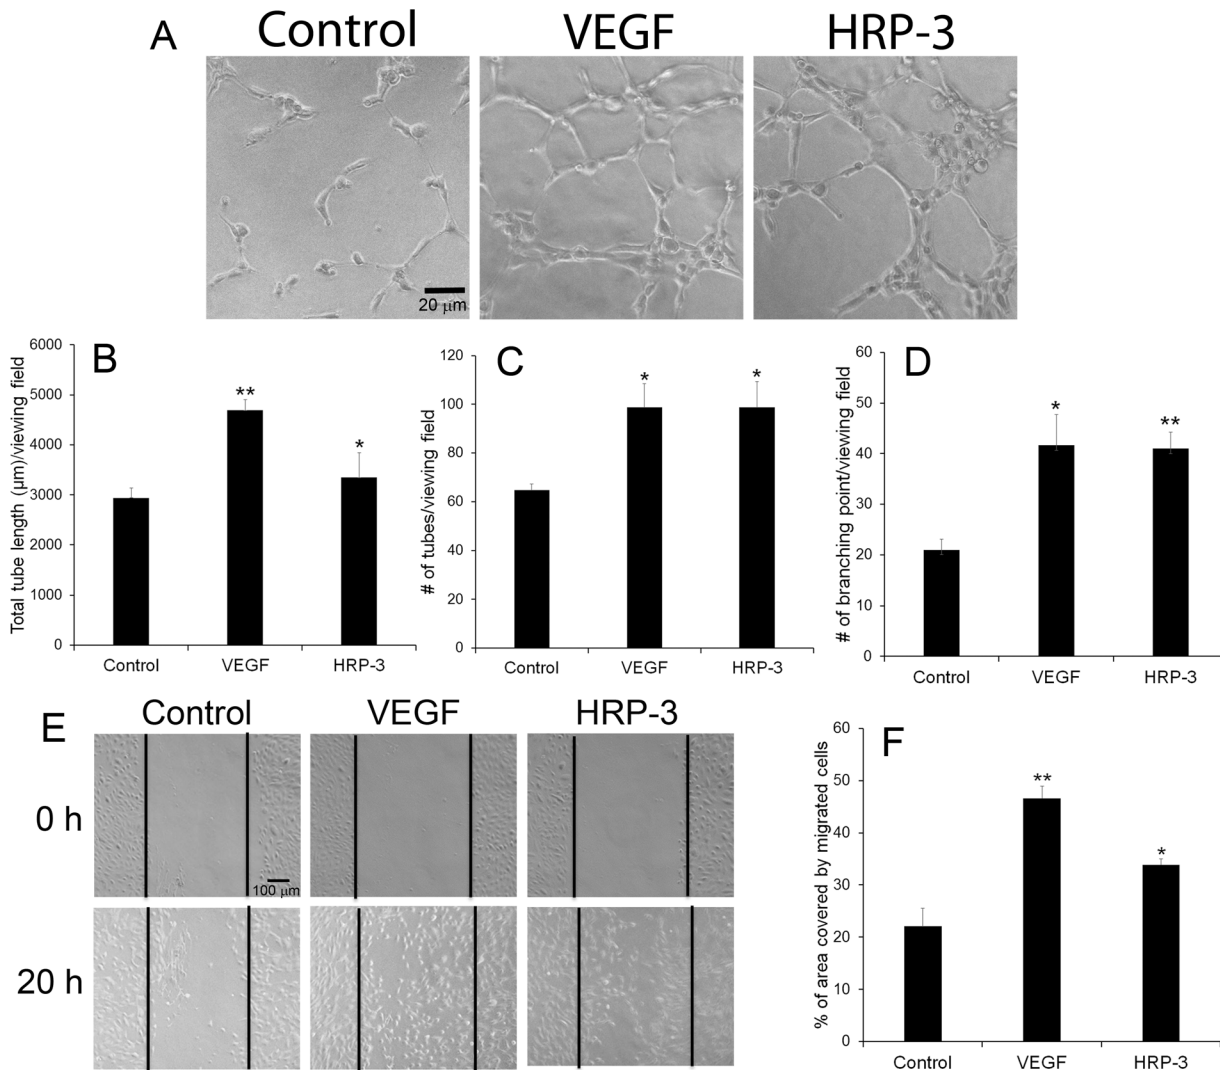 A
Control
VEGF
HRP-3
20 μm
B
Total tube length (μm)/viewing field
6000
5000
4000
3000
2000
1000
0
**
*
Control
VEGF
HRP-3
C
# of tubes/viewing field
120
100
80
60
40
20
0
*
*
Control
VEGF
HRP-3
D
# of branching point/viewing field
60
50
40
30
20
10
0
*
**
Control
VEGF
HRP-3
E
Control
VEGF
HRP-3
0 h
100 μm
20 h
F
% of area covered by migrated cells
60
50
40
30
20
10
0
**
*
Control
VEGF
HRP-3